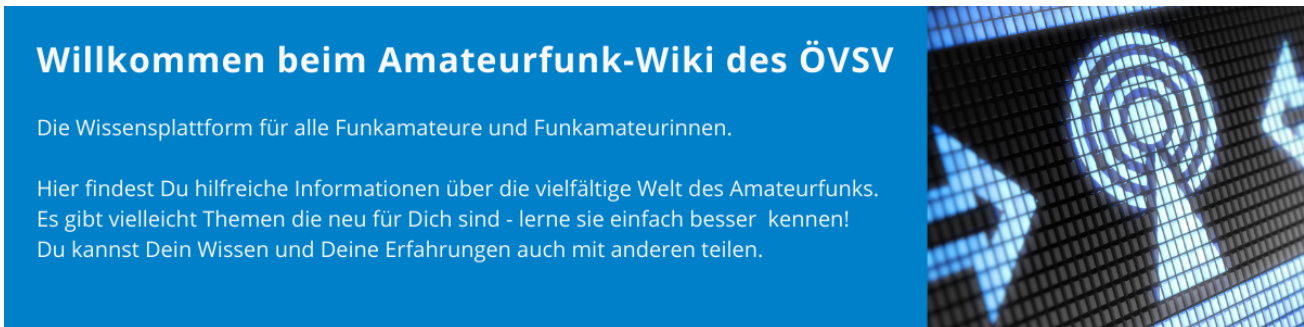 Willkommen beim Amateurfunk-Wiki des ÖVSV
Die Wissensplattform für alle Funkamateure und Funkamateurinnen.
Hier findest Du hilfreiche Informationen über die vielfältige Welt des Amateurfunks.
Es gibt vielleicht Themen die neu für Dich sind - lerne sie einfach besser  kennen!
Du kannst Dein Wissen und Deine Erfahrungen auch mit anderen teilen.